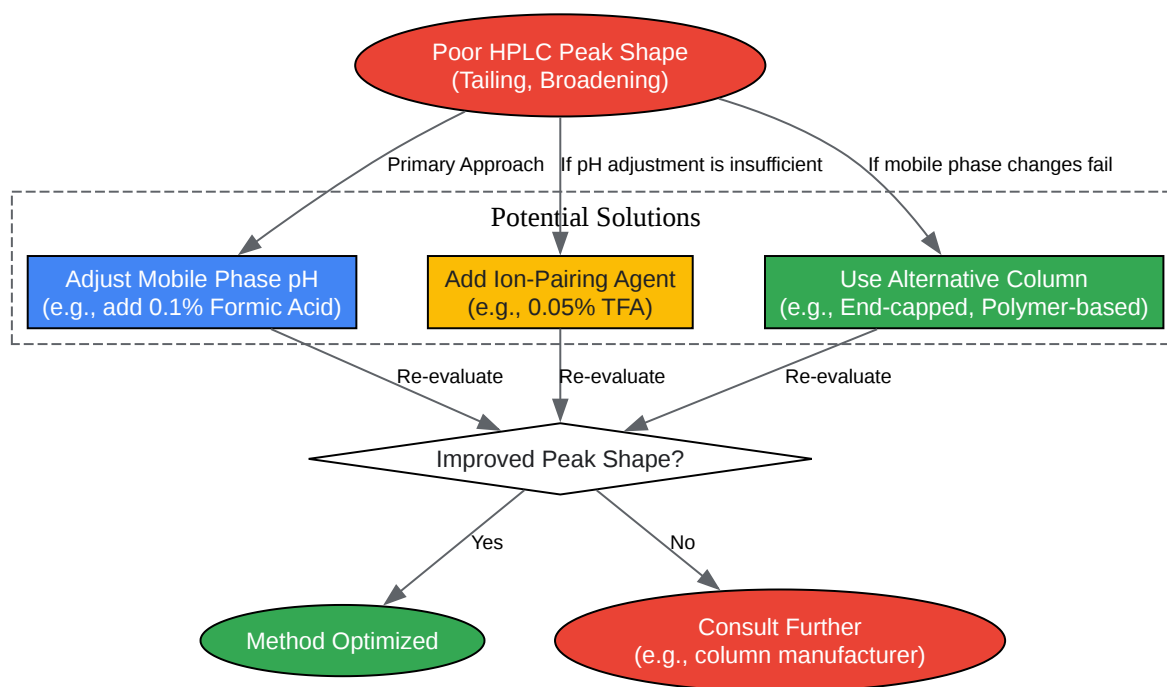 Poor HPLC Peak Shape
(Tailing, Broadening)
Primary Approach
If pH adjustment is insufficient
If mobile phase changes fail
Potential Solutions
Adjust Mobile Phase pH
(e.g., add 0.1% Formic Acid)
Add Ion-Pairing Agent
(e.g., 0.05% TFA)
Use Alternative Column
(e.g., End-capped, Polymer-based)
Re-evaluate
Re-evaluate
Re-evaluate
Improved Peak Shape?
Yes
No
Method Optimized
Consult Further
(e.g., column manufacturer)